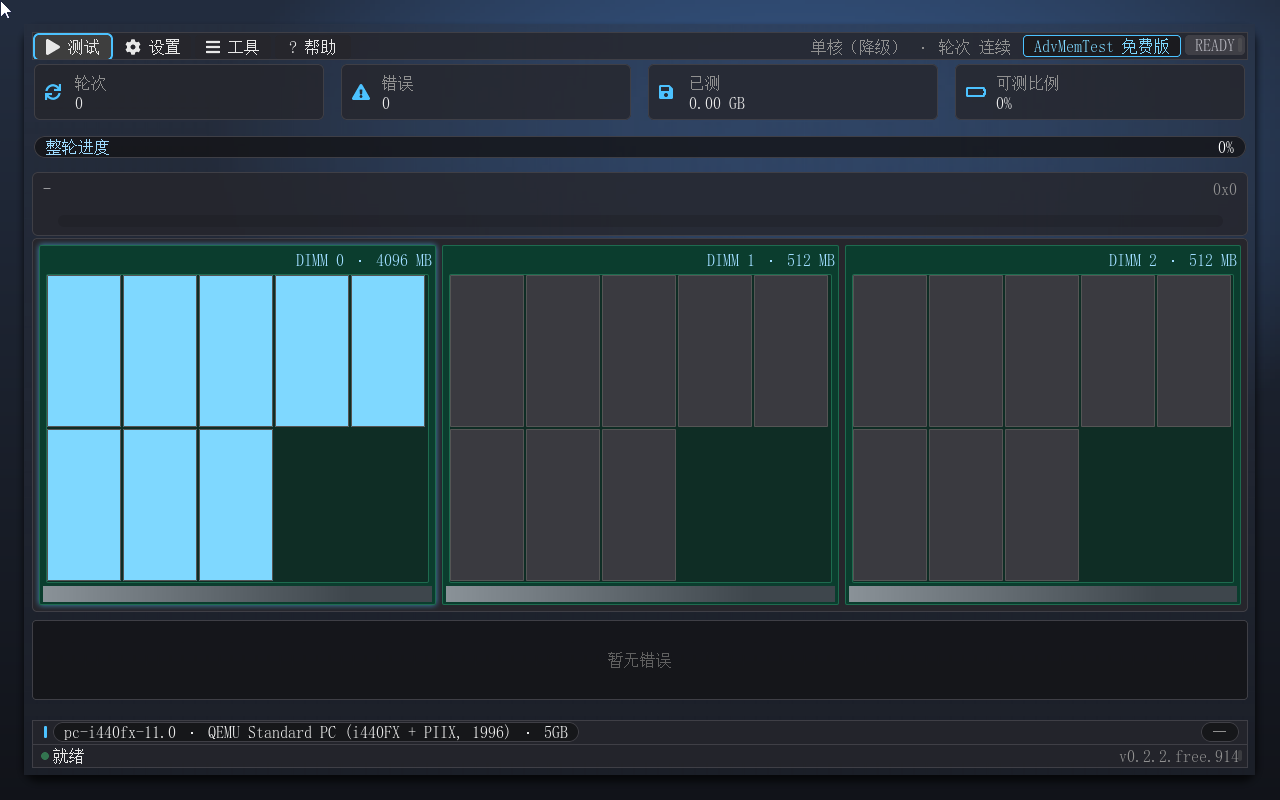 测试 设置 工具 ? 帮助 单核（降级） · 轮次 连续 AdvMemTest 免费版 READY
轮次 错误 已测 可测比例
0 0 0.00 GB 0%
整轮进度 0%
— 0x0
DIMM 0 · 4096 MB DIMM 1 · 512 MB DIMM 2 · 512 MB
暂无错误
pc-i440fx-11.0 · QEMU Standard PC (i440FX + PIIX, 1996) · 5GB —
就绪 v0.2.2.free.914